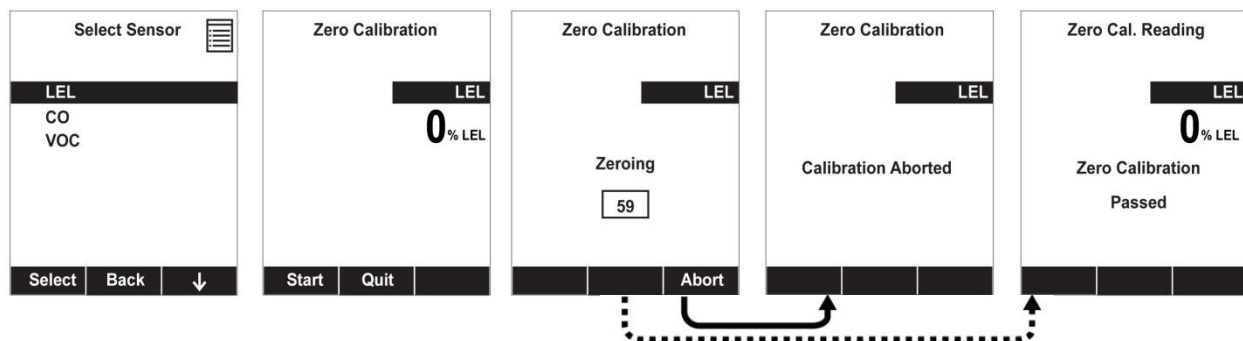 Select Sensor
LEL
CO
VOC
Select Back ↓
Zero Calibration
LEL
0 % LEL
Start Quit
Zero Calibration
LEL
Zeroing
59
Abort
Zero Calibration
LEL
Calibration Aborted
Zero Cal. Reading
LEL
0 % LEL
Zero Calibration
Passed